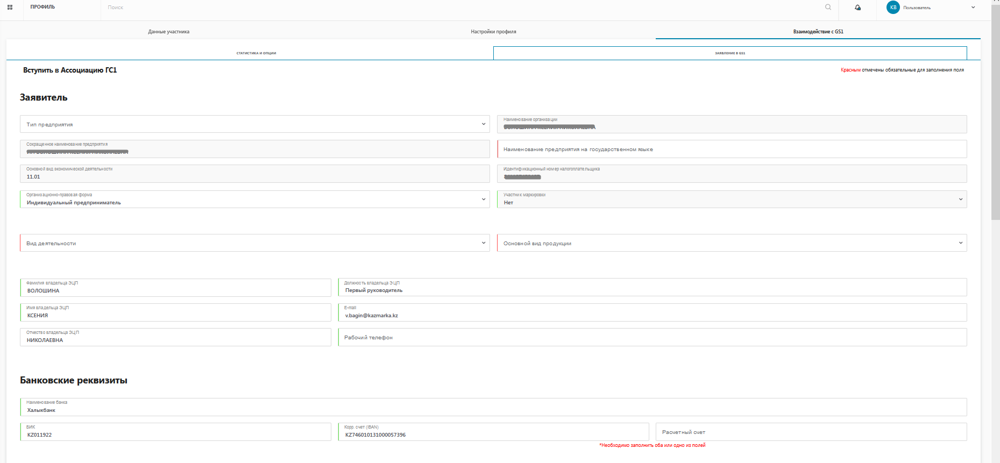 ПРОФИЛЬ
Поиск
КВ
Пользователь
Данные участника
Настройки профиля
Взаимодействие с GS1
СТАТИСТИКА И ОПЦИИ
ЗАЯВЛЕНИЕ В GS1
Вступить в Ассоциацию ГС1
Красным отмечены обязательные для заполнения поля
Заявитель
Тип предприятия
Наименование организации
Сокращенное наименование предприятия
Наименование предприятия на государственном языке
Основной вид экономической деятельности
11.01
Идентификационный номер налогоплательщика
Организационно-правовая форма
Индивидуальный предприниматель
Участник маркировки
Нет
Вид деятельности
Основной вид продукции
Фамилия владельца ЭЦП
ВОЛОШИНА
Должность владельца ЭЦП
Первый руководитель
Имя владельца ЭЦП
КСЕНИЯ
E-mail
v.bagin@kazmarka.kz
Отчество владельца ЭЦП
НИКОЛАЕВНА
Рабочий телефон
Банковские реквизиты
Наименование банка
Халыкбанк
БИК
KZ011922
Корр. счет (IBAN)
KZ746010131000057396
Расчетный счет
*Необходимо заполнить оба или одно из полей